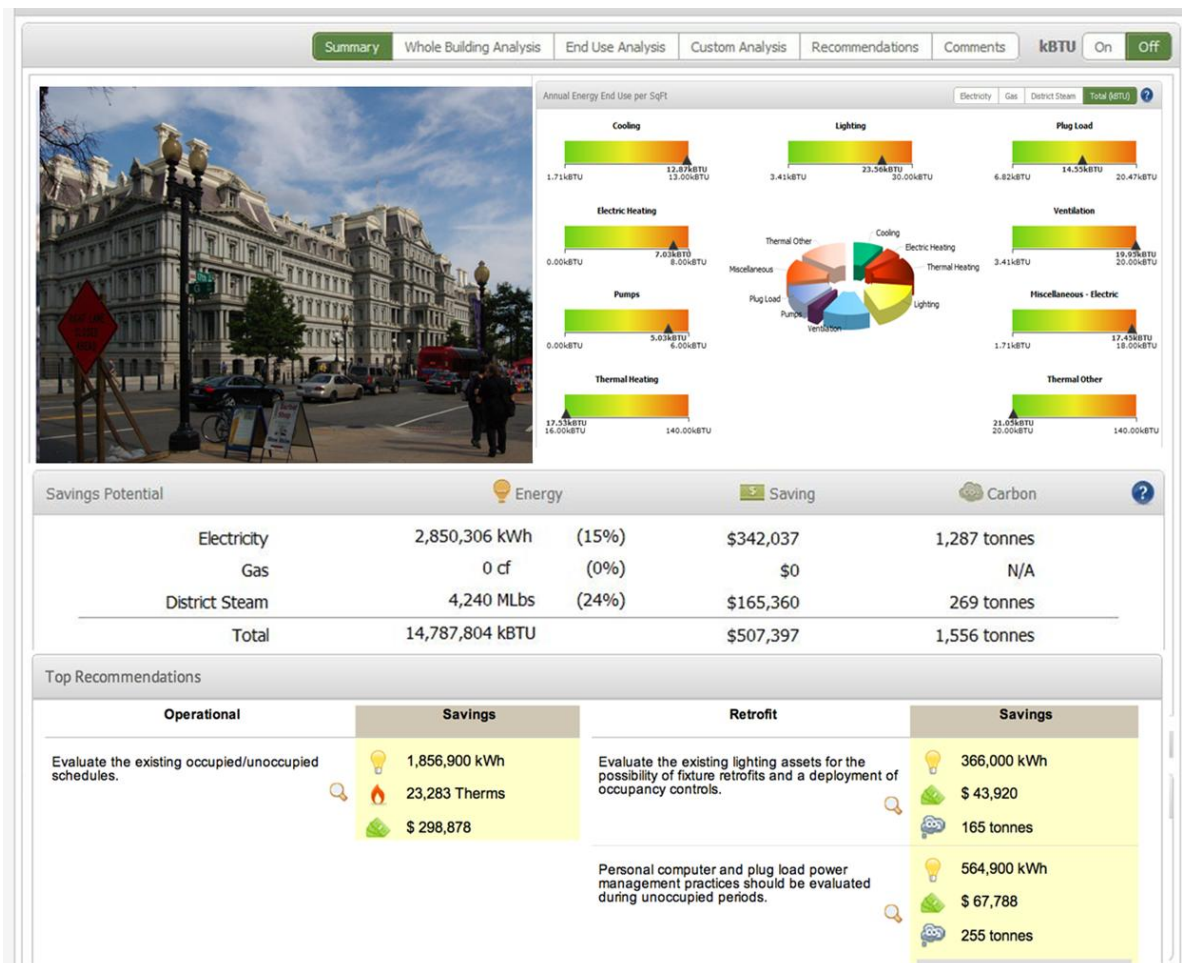 Summary
Whole Building Analysis
End Use Analysis
Custom Analysis
Recommendations
Comments
kBTU
On
Off
Annual Energy End Use per SqFt
Electricity
Gas
District Steam
Total (kBTU)
?
Cooling
12.87kBTU
1.71kBTU 13.00kBTU
Lighting
23.56kBTU
3.41kBTU 30.00kBTU
Plug Load
14.55kBTU
6.82kBTU 20.47kBTU
Electric Heating
7.03kBTU
0.00kBTU 8.00kBTU
Ventilation
19.93kBTU
3.41kBTU 20.00kBTU
Pumps
5.03kBTU
0.00kBTU 6.00kBTU
Miscellaneous - Electric
17.45kBTU
1.71kBTU 18.00kBTU
Thermal Heating
17.53kBTU
16.00kBTU 140.00kBTU
Thermal Other
21.05kBTU
20.00kBTU 140.00kBTU
Cooling
Electric Heating
Thermal Heating
Lighting
Ventilation
Pumps
Plug Load
Miscellaneous
Thermal Other
Savings Potential Energy Saving Carbon ?
Electricity 2,850,306 kWh (15%) $342,037 1,287 tonnes
Gas 0 cf (0%) $0 N/A
District Steam 4,240 MLbs (24%) $165,360 269 tonnes
Total 14,787,804 kBTU $507,397 1,556 tonnes
Top Recommendations
Operational Savings
Evaluate the existing occupied/unoccupied
schedules.
1,856,900 kWh
23,283 Therms
$ 298,878
Retrofit Savings
Evaluate the existing lighting assets for the
possibility of fixture retrofits and a deployment of
occupancy controls.
366,000 kWh
$ 43,920
165 tonnes
Personal computer and plug load power
management practices should be evaluated
during unoccupied periods.
564,900 kWh
$ 67,788
255 tonnes